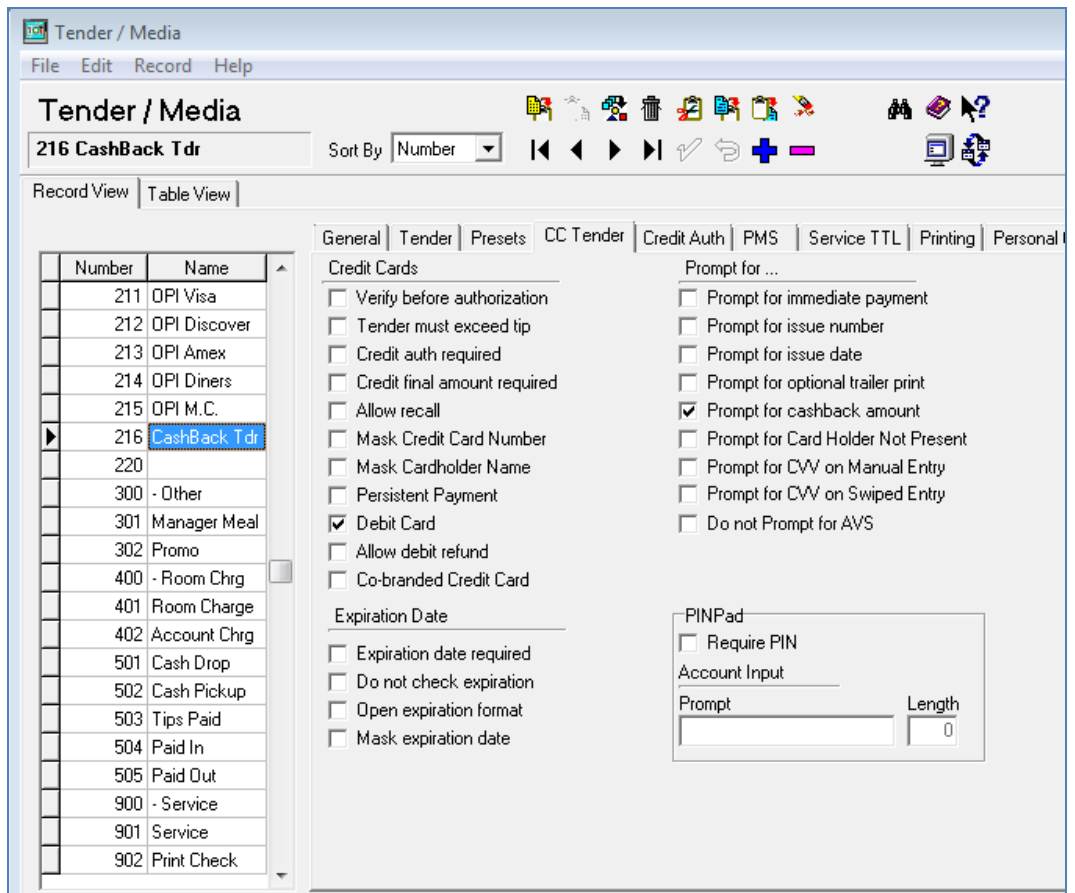 Tender / Media
File Edit Record Help
Tender / Media
216 CashBack Tdr
Sort By Number
Record View Table View
General Tender Presets CC Tender Credit Auth PMS Service TTL Printing Personal
Number Name
211 OPI Visa
212 OPI Discover
213 OPI Amex
214 OPI Diners
215 OPI M.C.
216 CashBack Tdr
220
300 - Other
301 Manager Meal
302 Promo
400 - Room Chrg
401 Room Charge
402 Account Chrg
501 Cash Drop
502 Cash Pickup
503 Tips Paid
504 Paid In
505 Paid Out
900 - Service
901 Service
902 Print Check
Credit Cards
Verify before authorization
Tender must exceed tip
Credit auth required
Credit final amount required
Allow recall
Mask Credit Card Number
Mask Cardholder Name
Persistent Payment
Debit Card
Allow debit refund
Co-branded Credit Card
Expiration Date
Expiration date required
Do not check expiration
Open expiration format
Mask expiration date
Prompt for ...
Prompt for immediate payment
Prompt for issue number
Prompt for issue date
Prompt for optional trailer print
Prompt for cashback amount
Prompt for Card Holder Not Present
Prompt for CVV on Manual Entry
Prompt for CVV on Swiped Entry
Do not Prompt for AVS
PINPad
Require PIN
Account Input
Prompt Length
0